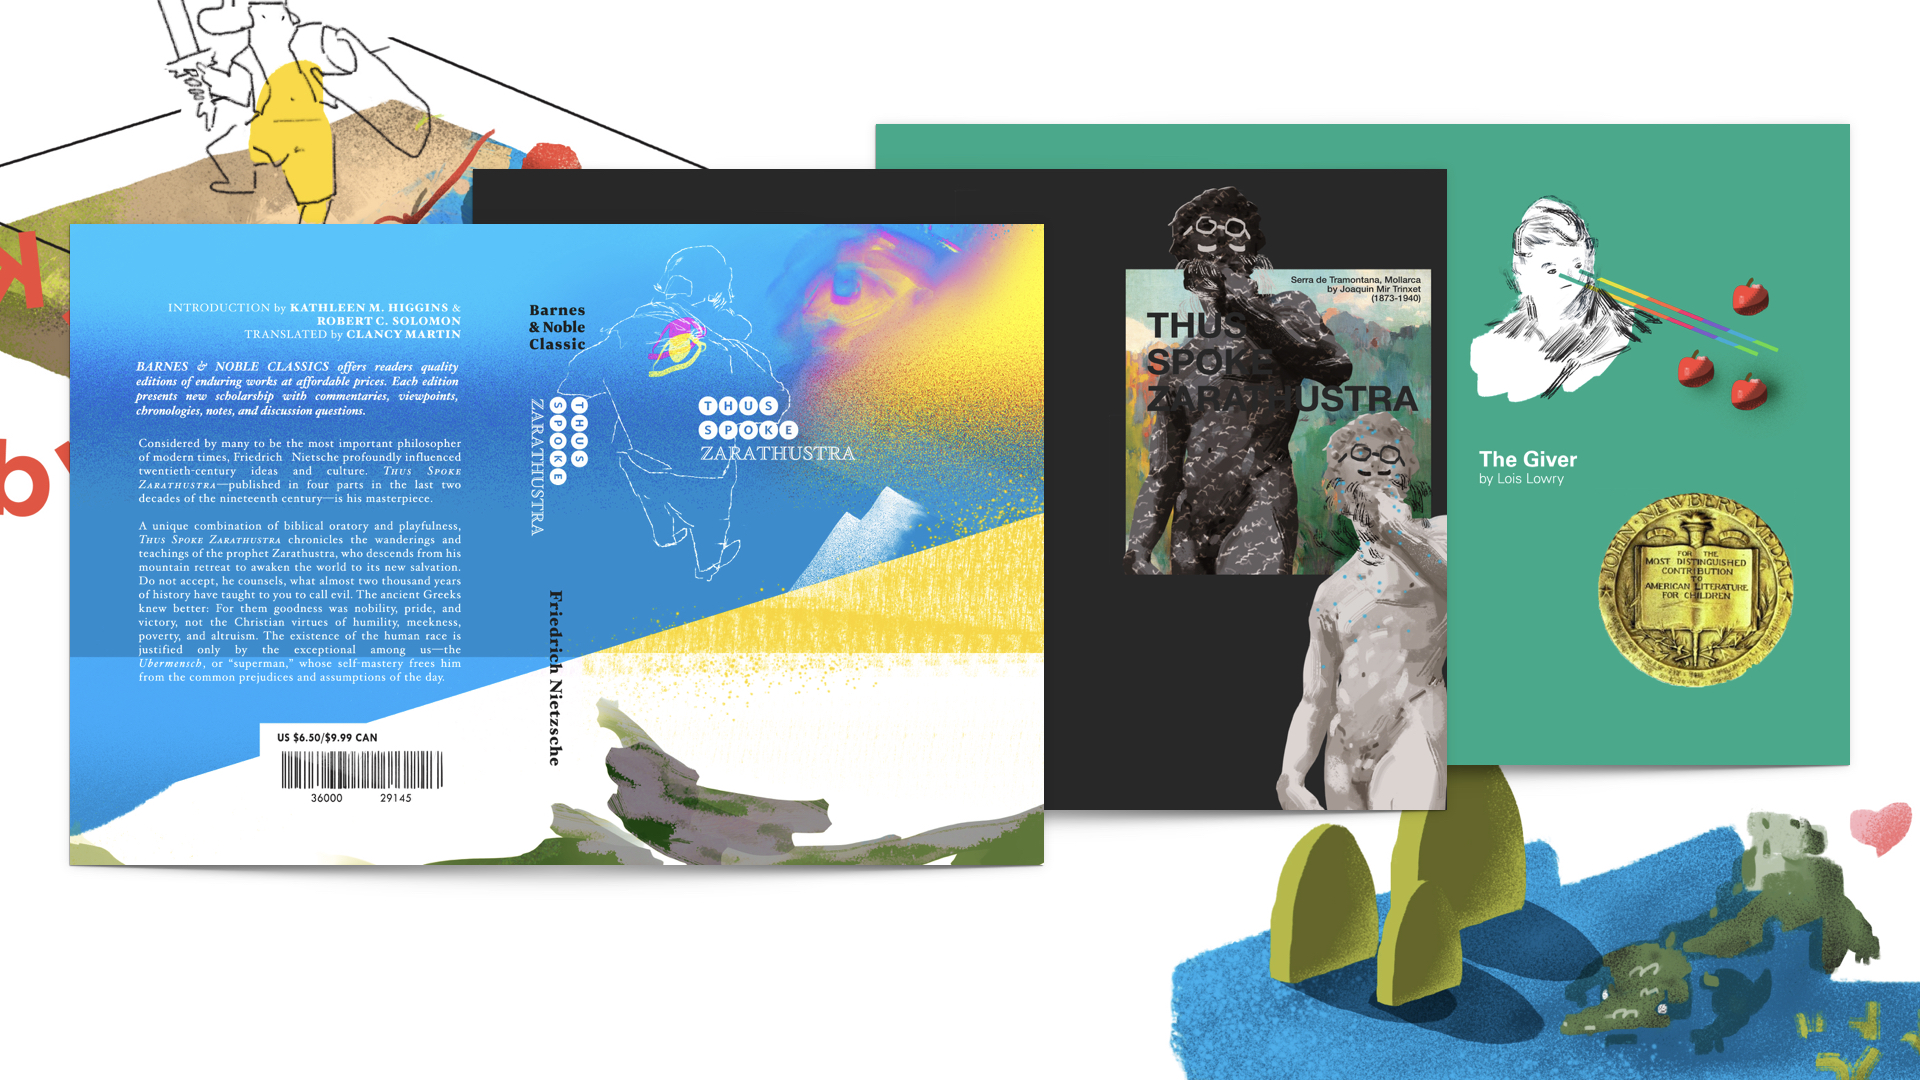 INTRODUCTION by KATHLEEN M. HIGGINS &
ROBERT C. SOLOMON
TRANSLATED by CLANCY MARTIN
BARNES & NOBLE CLASSICS offers readers quality
editions of enduring works at affordable prices. Each edition
presents new scholarship with commentaries, viewpoints,
chronologies, notes, and discussion questions.
Considered by many to be the most important philosopher
of modern times, Friedrich Nietsche profoundly influenced
twentieth-century ideas and culture. THUS SPOKE
ZARATHUSTRA—published in four parts in the last two
decades of the nineteenth century—is his masterpiece.
A unique combination of biblical oratory and playfulness,
THUS SPOKE ZARATHUSTRA chronicles the wanderings and
teachings of the prophet Zarathustra, who descends from his
mountain retreat to awaken the world to its new salvation.
Do not accept, he counsels, what almost two thousand years
of history have taught to you to call evil. The ancient Greeks
knew better: For them goodness was nobility, pride, and
victory, not the Christian virtues of humility, meekness,
poverty, and altruism. The existence of the human race is
justified only by the exceptional among us—the
Ubermensch, or “superman,” whose self-mastery frees him
from the common prejudices and assumptions of the day.
US $6.50/$9.99 CAN
36000 29145
Barnes
& Noble
Classic
THUS
SPOKE
ZARATHUSTRA
Friedrich Nietzsche
THUS
SPOKE
ZARATHUSTRA
Serra de Tramontana, Mollarca
by Joaquin Mir Trinxet
(1873-1940)
THUS
SPOKE
ZARATHUSTRA
The Giver
by Lois Lowry
JOHN NEWBERY MEDAL
FOR THE
MOST DISTINGUISHED
CONTRIBUTION
TO
AMERICAN LITERATURE
FOR CHILDREN